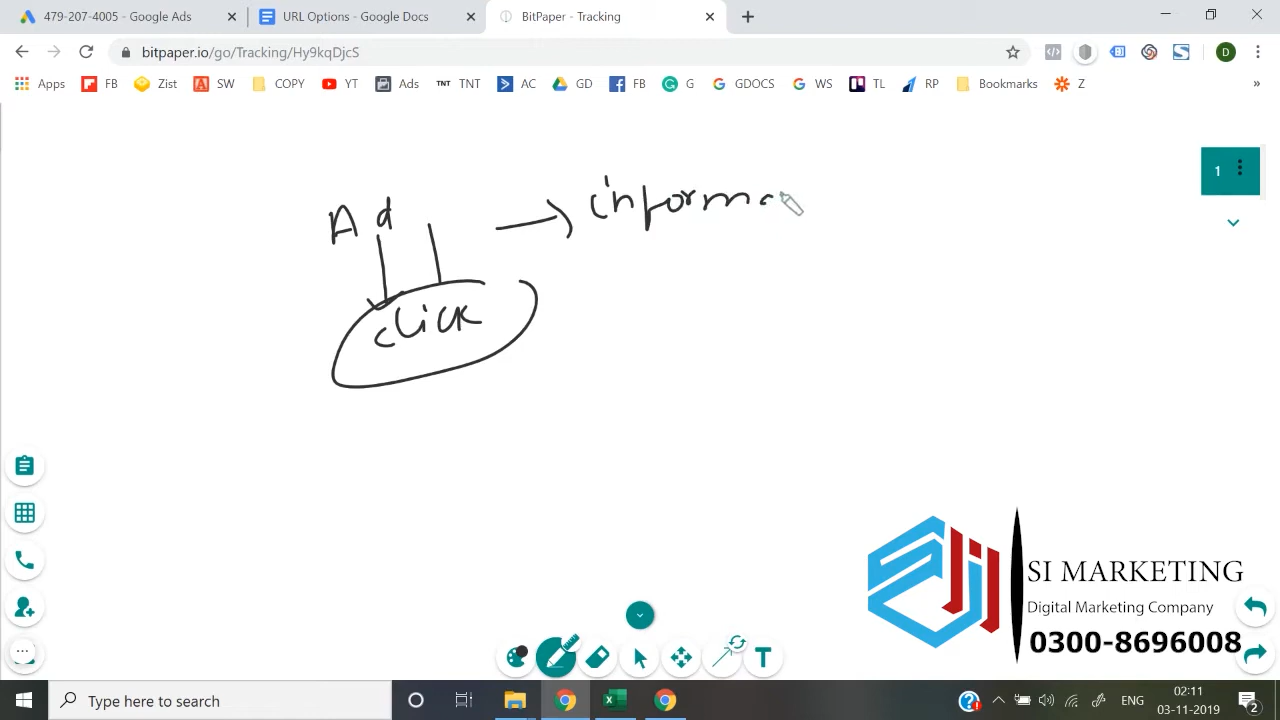 479-207-4005 - Google Ads
URL Options - Google Docs
BitPaper - Tracking
bitpaper.io/go/Tracking/Hy9kqDjcS
D
Apps FB Zist SW COPY YT Ads TNT TNT AC GD FB G GDOCS WS TL RP Bookmarks Z »
1
Ad → informa
click
SI MARKETING
Digital Marketing Company
0300-8696008
T
Type here to search
ENG
02:11
03-11-2019
2